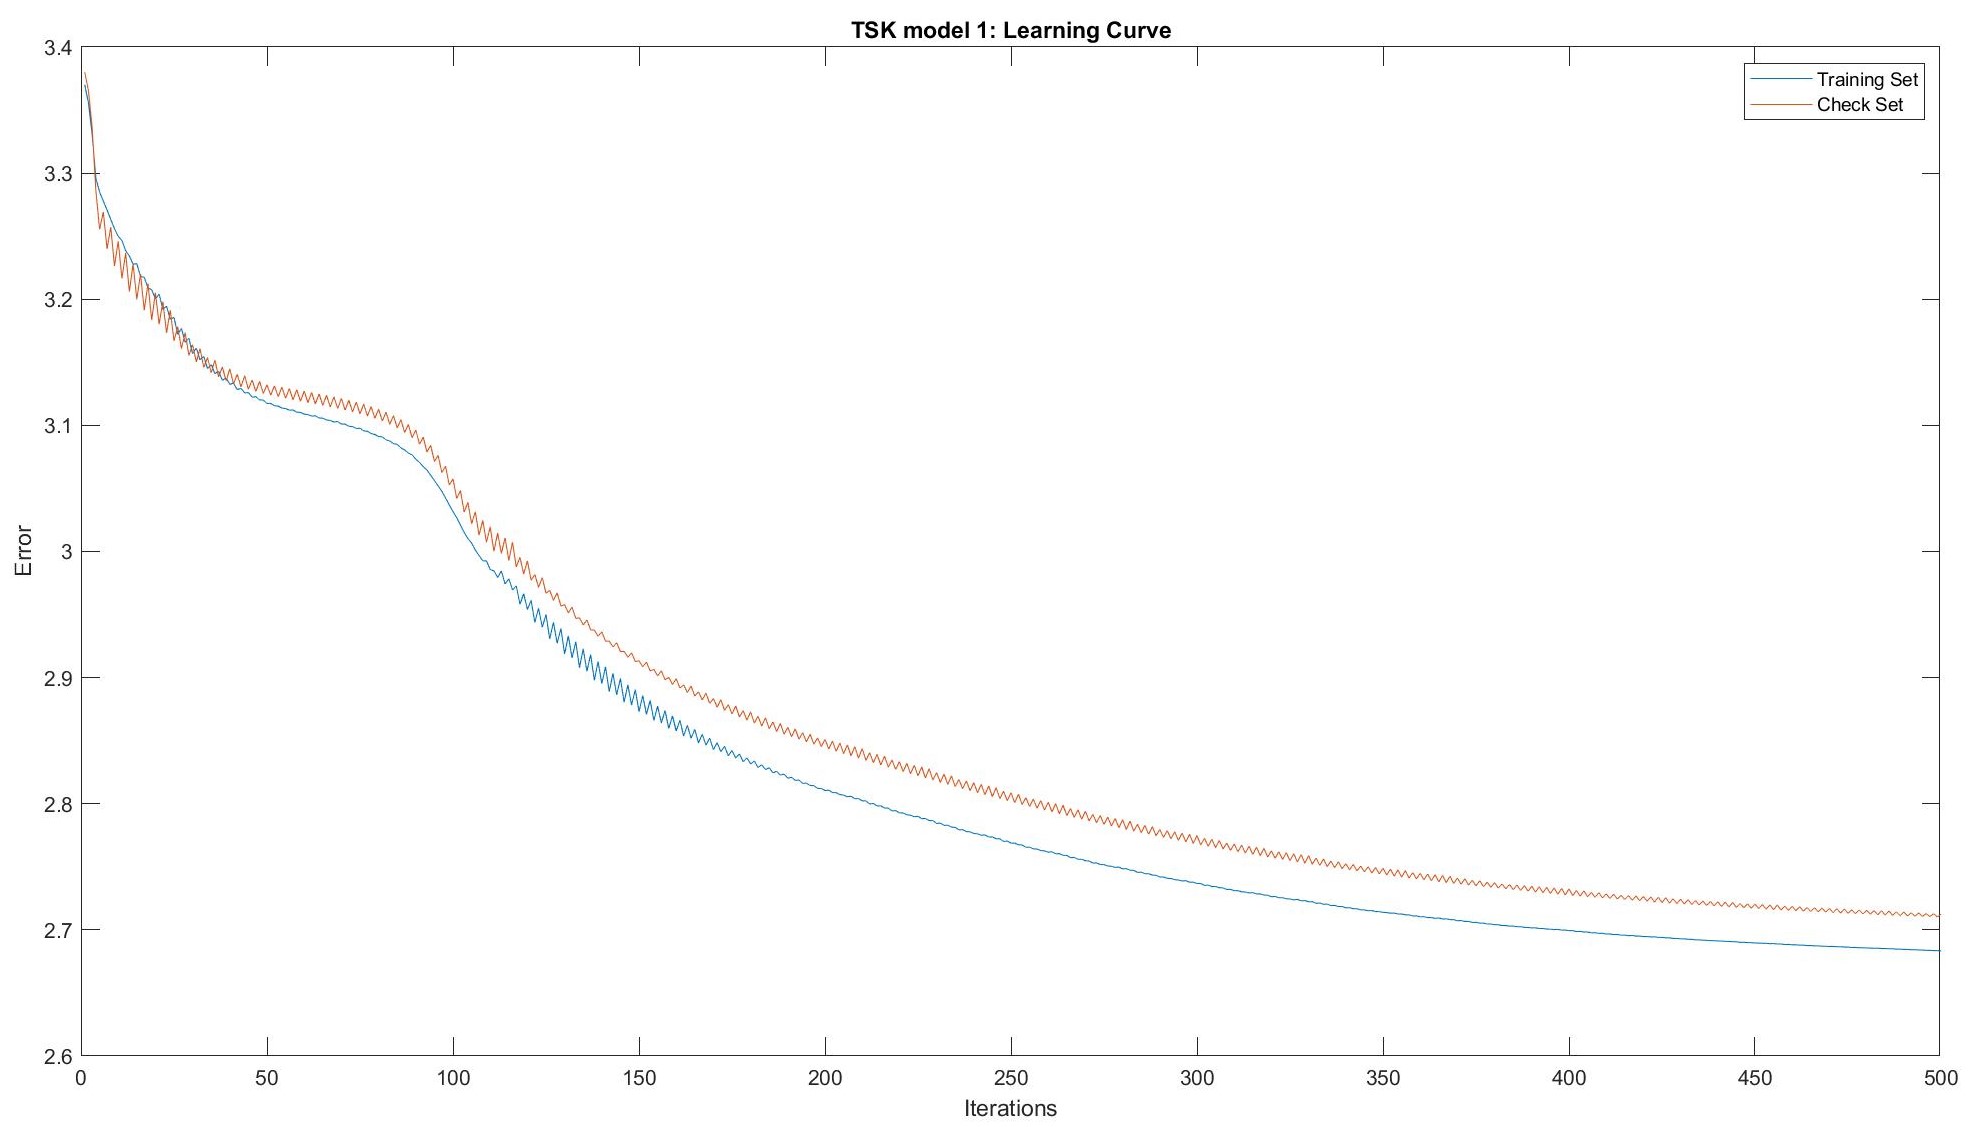 TSK model 1: Learning Curve
Training Set
Check Set
3.4
3.3
3.2
3.1
3
2.9
2.8
2.7
2.6
Error
0 50 100 150 200 250 300 350 400 450 500
Iterations